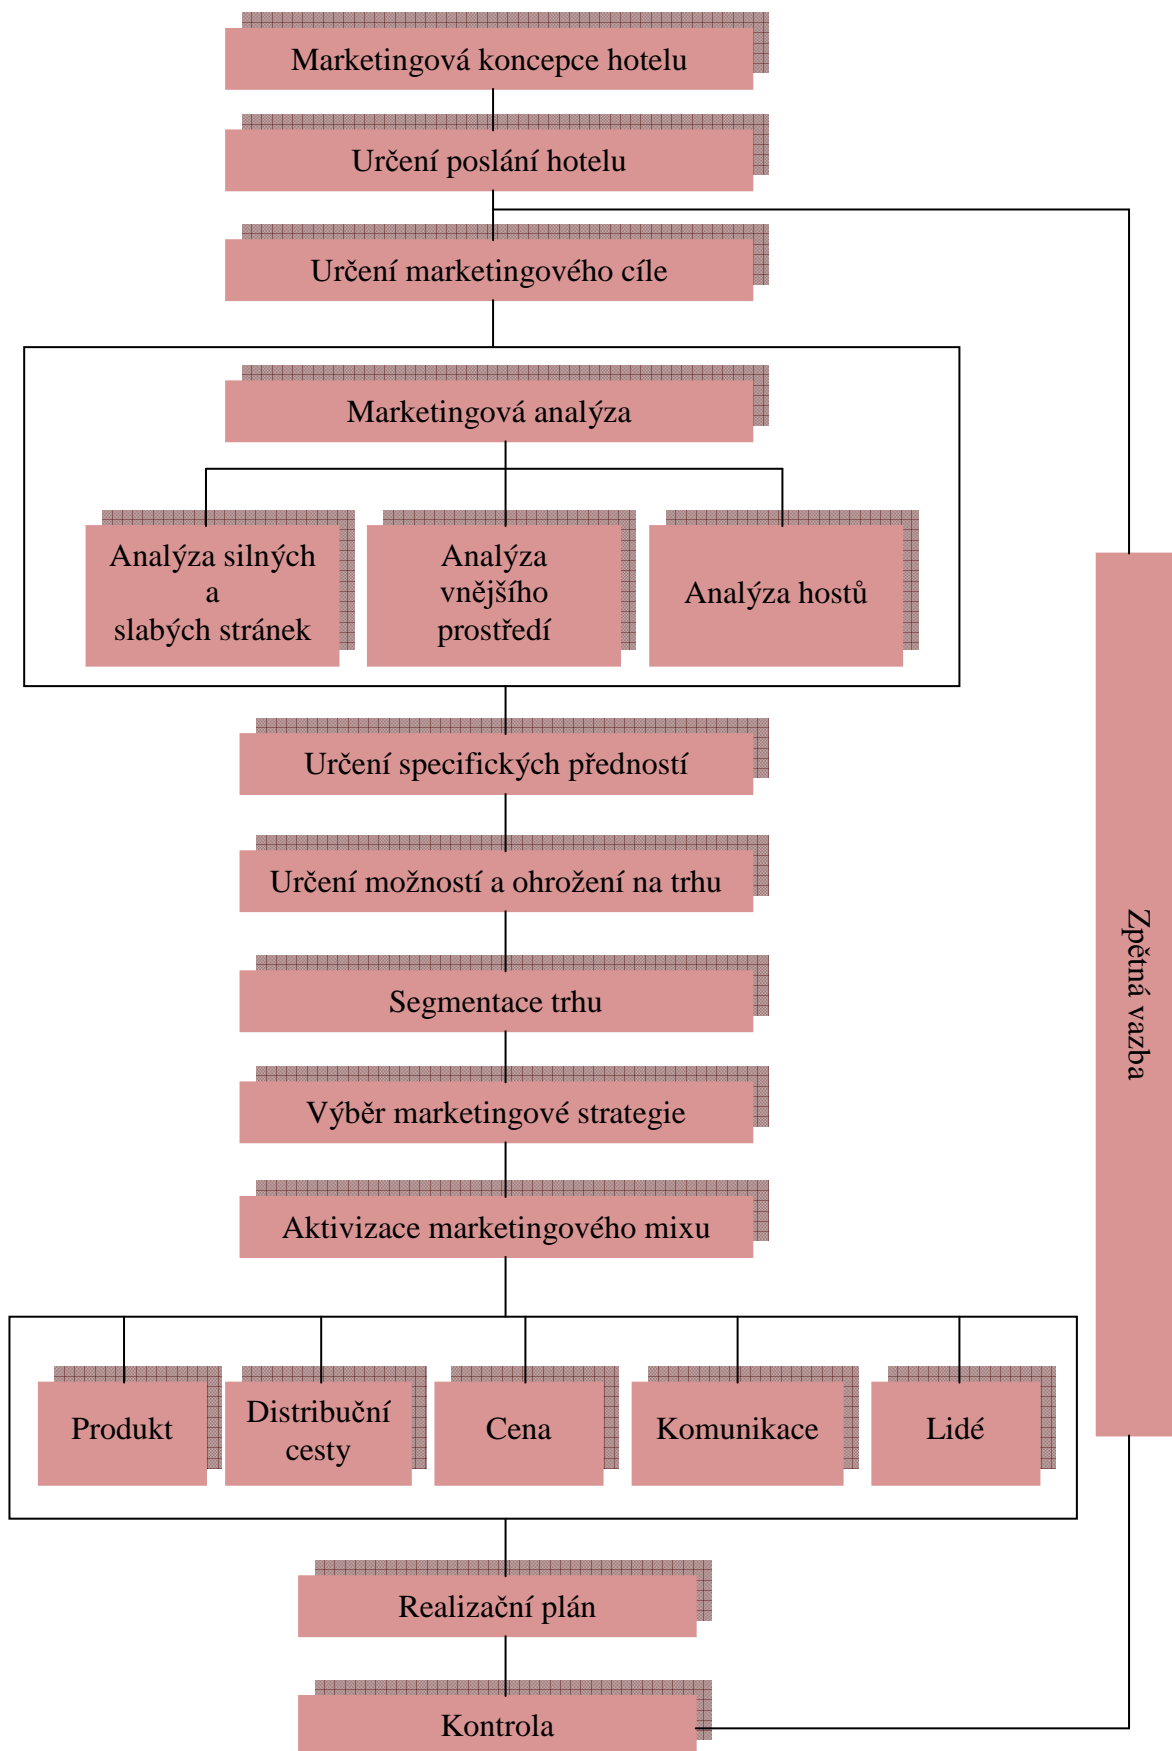 Marketingová koncepce hotelu
Určení poslání hotelu
Určení marketingového cíle
Marketingová analýza
Analýza silných
a
slabých stránek
Analýza
vnějšího
prostředí
Analýza hostů
Určení specifických předností
Určení možností a ohrožení na trhu
Segmentace trhu
Výběr marketingové strategie
Aktivizace marketingového mixu
Produkt
Distribuční
cesty
Cena
Komunikace
Lidé
Realizační plán
Kontrola
Zpětná vazba